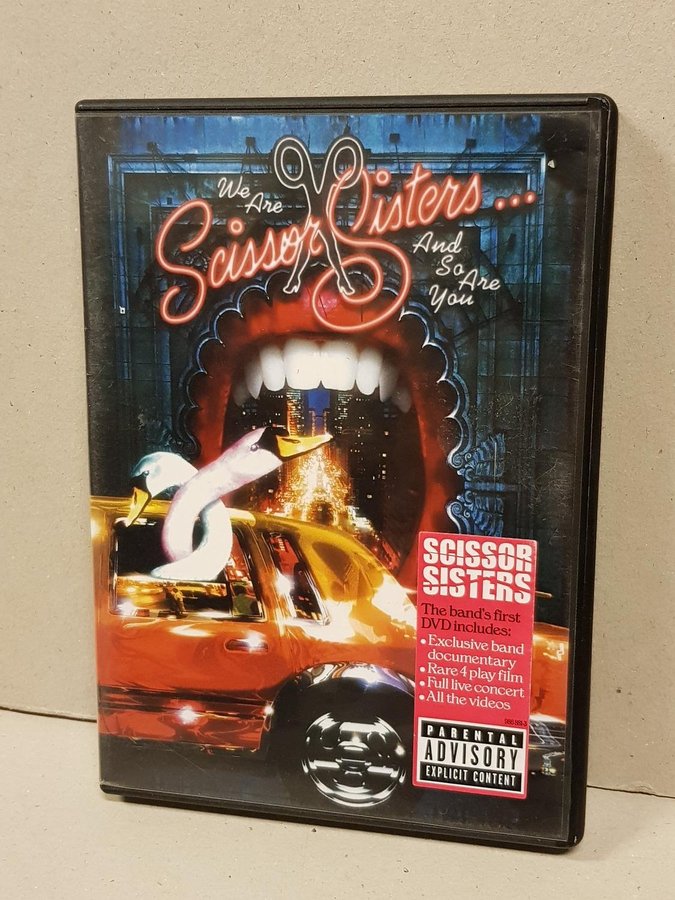 We Are
Scissor Sisters...
And So Are You
SCISSOR
SISTERS
The band's first
DVD includes:
• Exclusive band
documentary
• Rare 4 play film
• Full live concert
• All the videos
PARENTAL
ADVISORY
EXPLICIT CONTENT